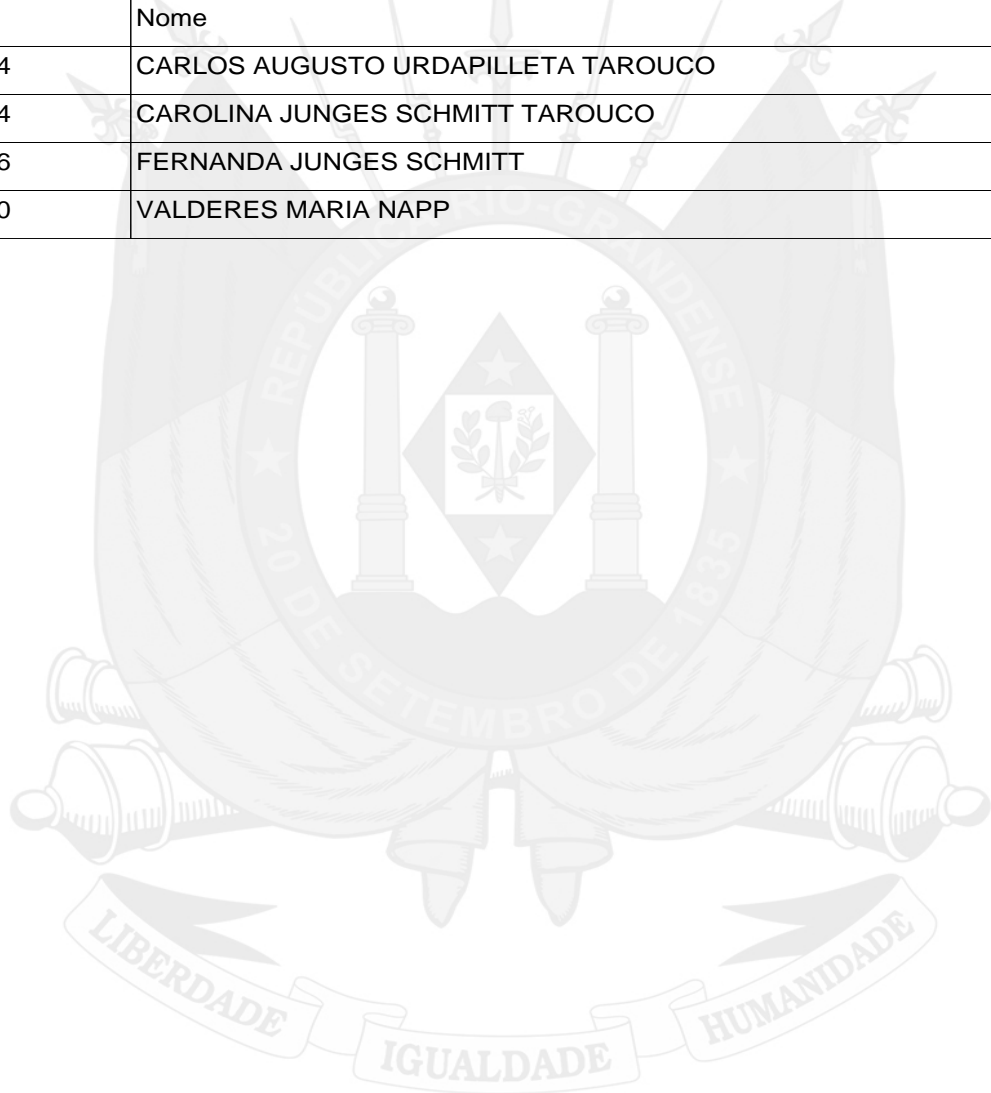 Nome
4 CARLOS AUGUSTO URDAPILLETA TAROUCO
4 CAROLINA JUNGES SCHMITT TAROUCO
6 FERNANDA JUNGES SCHMITT
0 VALDERES MARIA NAPP
REPÚBLICA RIO-GRANDENSE
20 DE SETEMBRO DE 1835
LIBERDADE IGUALDADE HUMANIDADE